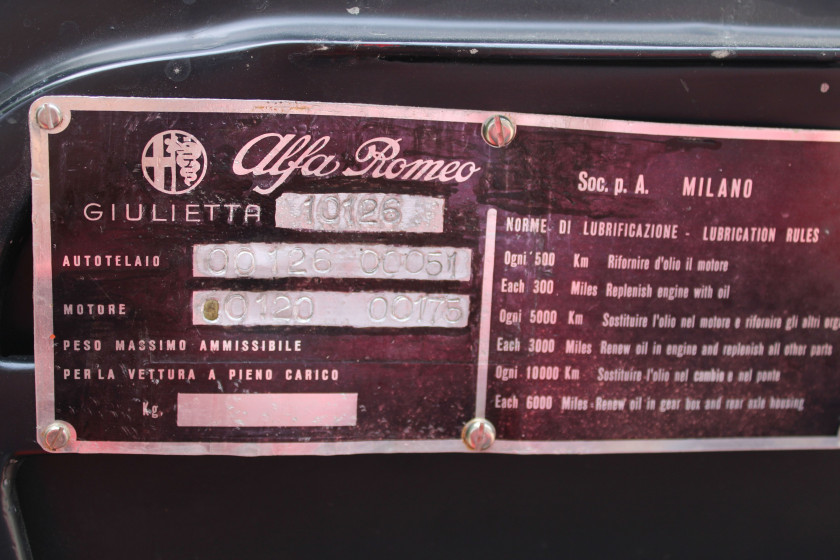 Alfa Romeo
GIULIETTA 10126
AUTOTELAIO 00126 00051
MOTORE 00120 00175
PESO MASSIMO AMMISSIBILE
PER LA VETTURA A PIENO CARICO
Kg.
Soc. p. A. MILANO
NORME DI LUBRIFICAZIONE - LUBRICATION RULES
Ogni 500 Km Rifornire d'olio il motore
Each 300 Miles Replenish engine with oil
Ogni 5000 Km Sostituire l'olio nel motore e rifornire gli altri
Each 3000 Miles Renew oil in engine and replenish all other parts
Ogni 10000 Km Sostituire l'olio nel cambio e nel ponte
Each 6000 Miles Renew oil in gear box and rear axle housing